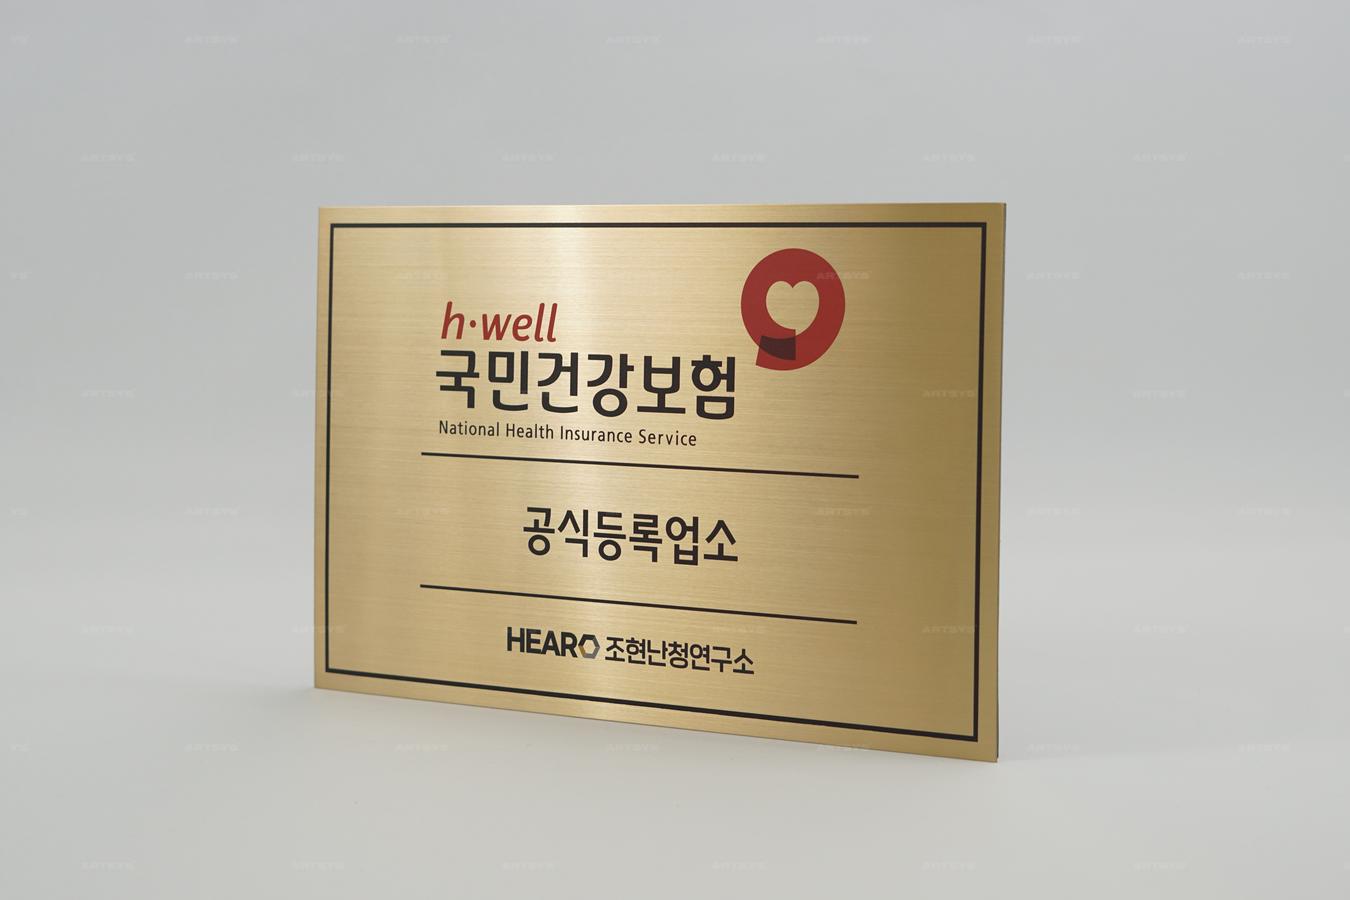 h·well
국민건강보험
National Health Insurance Service
공식등록업소
HEARO 조현난청연구소
ARTSYS